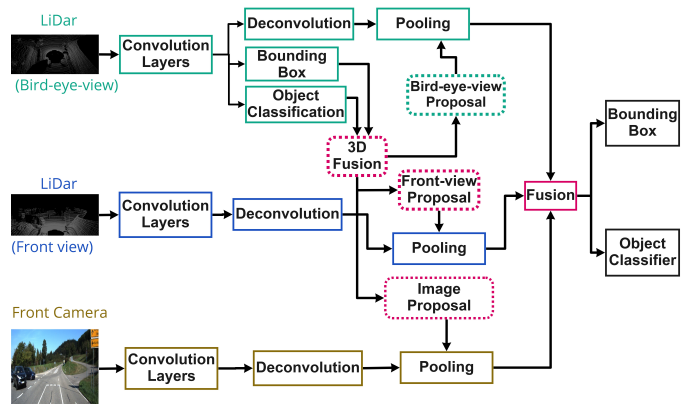 LiDar
(Bird-eye-view)
Convolution
Layers
Deconvolution
Pooling
Bounding
Box
Object
Classification
Bird-eye-view
Proposal
3D
Fusion
Bounding
Box
LiDar
(Front view)
Convolution
Layers
Deconvolution
Front-view
Proposal
Pooling
Fusion
Object
Classifier
Image
Proposal
Front Camera
Convolution
Layers
Deconvolution
Pooling